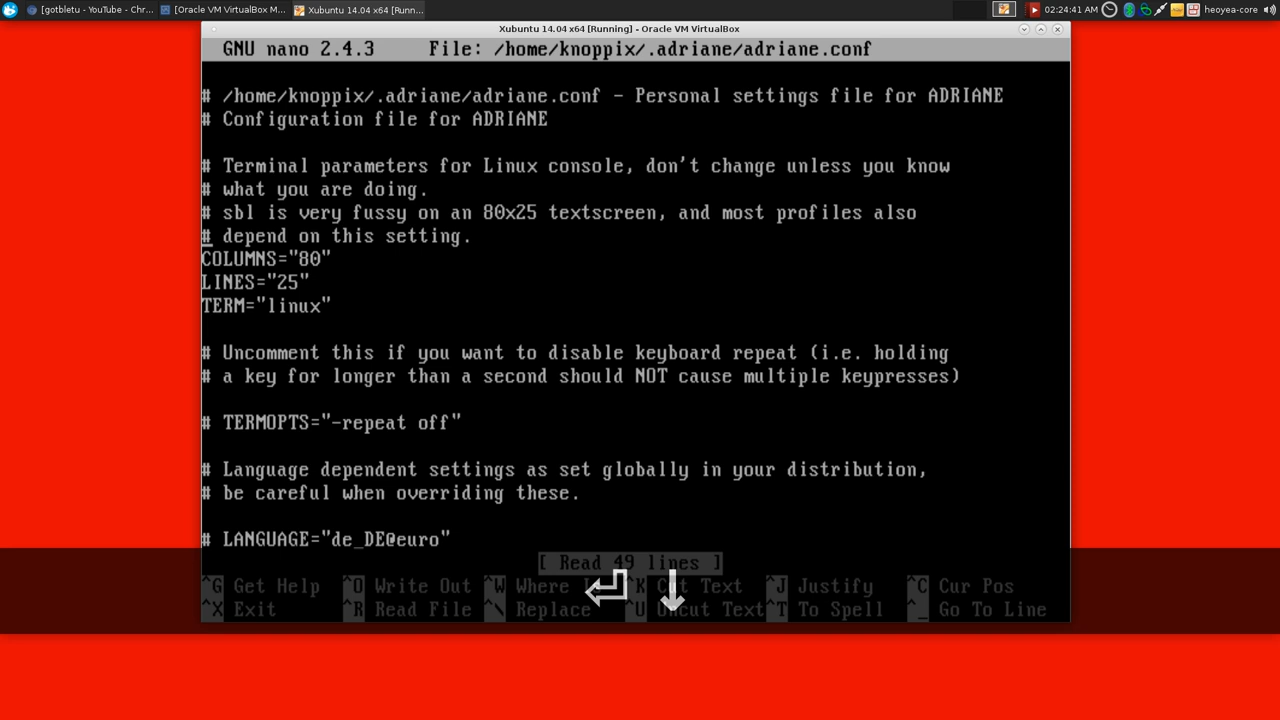 [gotbletu - YouTube - Chr...
[Oracle VM VirtualBox M...
Xubuntu 14.04 x64 [Runn...
02:24:41 AM
heoyea-core
Xubuntu 14.04 x64 [Running] - Oracle VM VirtualBox
GNU nano 2.4.3 File: /home/knoppix/.adriane/adriane.conf
# /home/knoppix/.adriane/adriane.conf - Personal settings file for ADRIANE
# Configuration file for ADRIANE
# Terminal parameters for Linux console, don't change unless you know
# what you are doing.
# sbl is very fussy on an 80x25 textscreen, and most profiles also
# depend on this setting.
COLUMNS="80"
LINES="25"
TERM="linux"
# Uncomment this if you want to disable keyboard repeat (i.e. holding
# a key for longer than a second should NOT cause multiple keypresses)
# TERMOPTS="-repeat off"
# Language dependent settings as set globally in your distribution,
# be careful when overriding these.
# LANGUAGE="de_DE@euro"
[ Read 49 lines ]
^G Get Help ^O Write Out ^W Where ^K Cut Text ^J Justify ^C Cur Pos
^X Exit ^R Read File ^\ Replace ^U Uncut Text ^T To Spell ^_ Go To Line